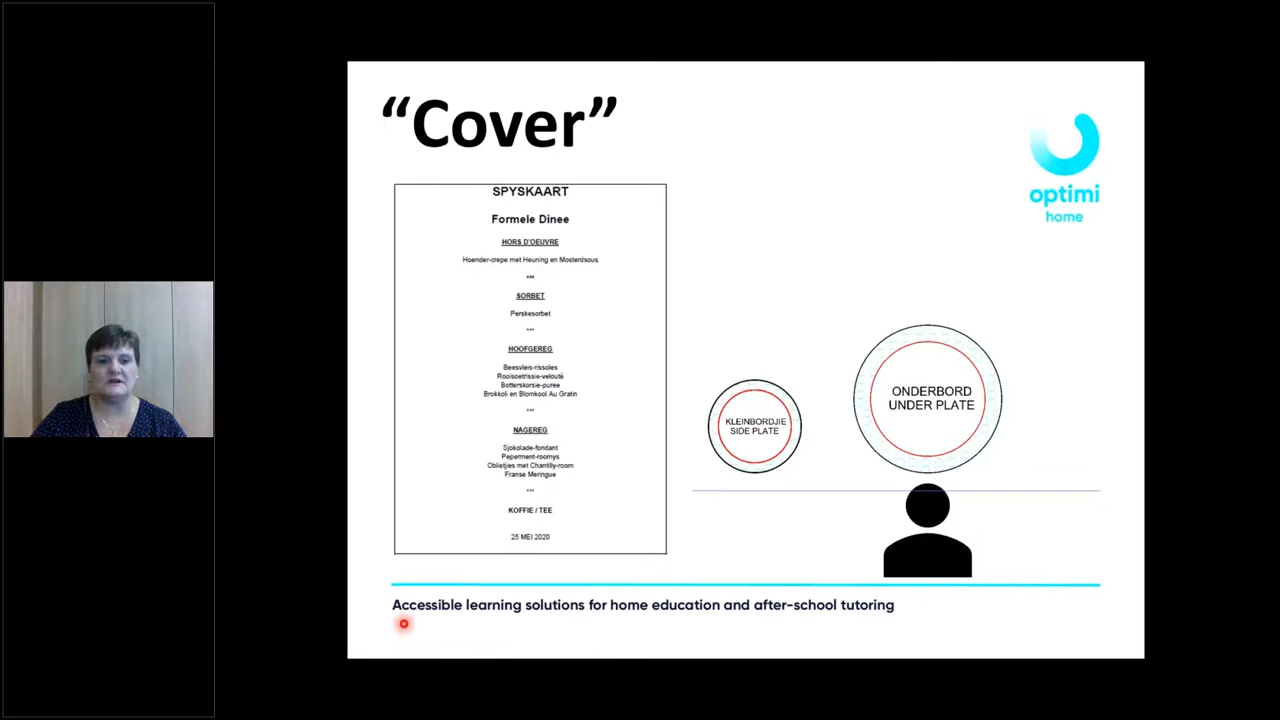 “Cover”
SPYSKAART
Formele Dinee
HORS D'OEUVRE
Hoender-crepe met Heuning en Mosterdsous
***
SORBET
Perskesorbet
***
HOOFGEREG
Beesvleis-rissoles
Rooisoetrissie-velouté
Botterskorsie-puree
Brokkoli en Blomkool Au Gratin
***
NAGEREG
Sjokolade-fondant
Peperment-roomys
Oblietjies met Chantilly-room
Franse Meringue
***
KOFFIE / TEE
25 MEI 2020
optimi
home
KLEINBORDJIE
SIDE PLATE
ONDERBORD
UNDER PLATE
Accessible learning solutions for home education and after-school tutoring